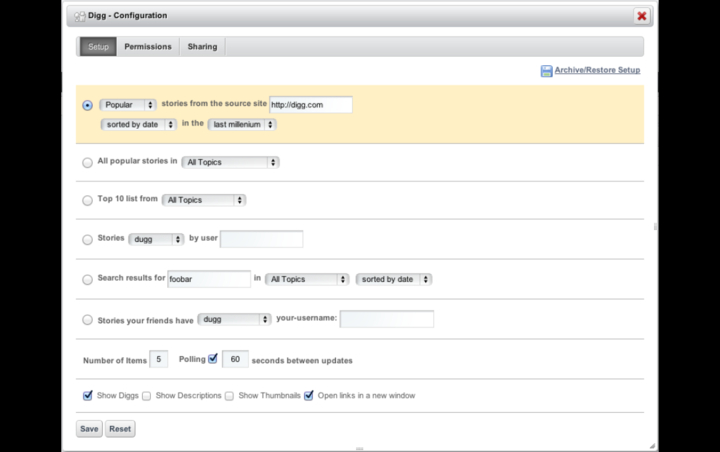 Digg - Configuration
Setup Permissions Sharing
Archive/Restore Setup
Popular stories from the source site http://digg.com
sorted by date in the last millenium
All popular stories in All Topics
Top 10 list from All Topics
Stories dugg by user
Search results for foobar in All Topics sorted by date
Stories your friends have dugg your-username:
Number of Items 5 Polling 60 seconds between updates
Show Diggs Show Descriptions Show Thumbnails Open links in a new window
Save Reset